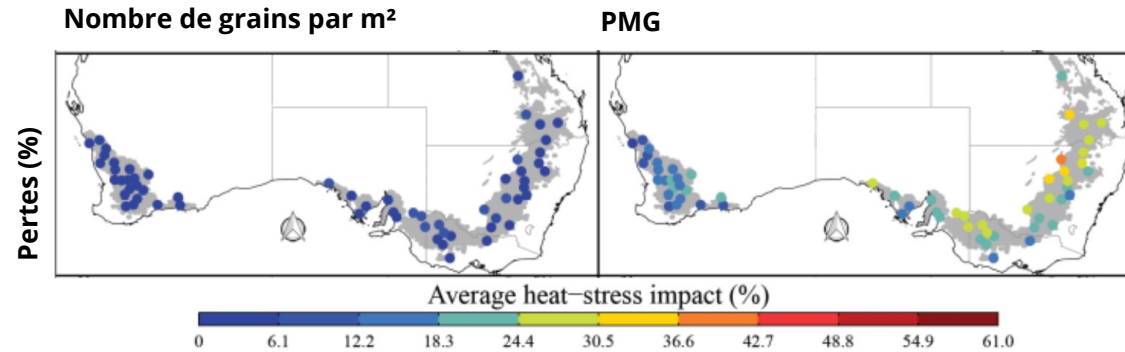 Nombre de grains par m²
PMG
Pertes (%)
Average heat−stress impact (%)
0 6.1 12.2 18.3 24.4 30.5 36.6 42.7 48.8 54.9 61.0